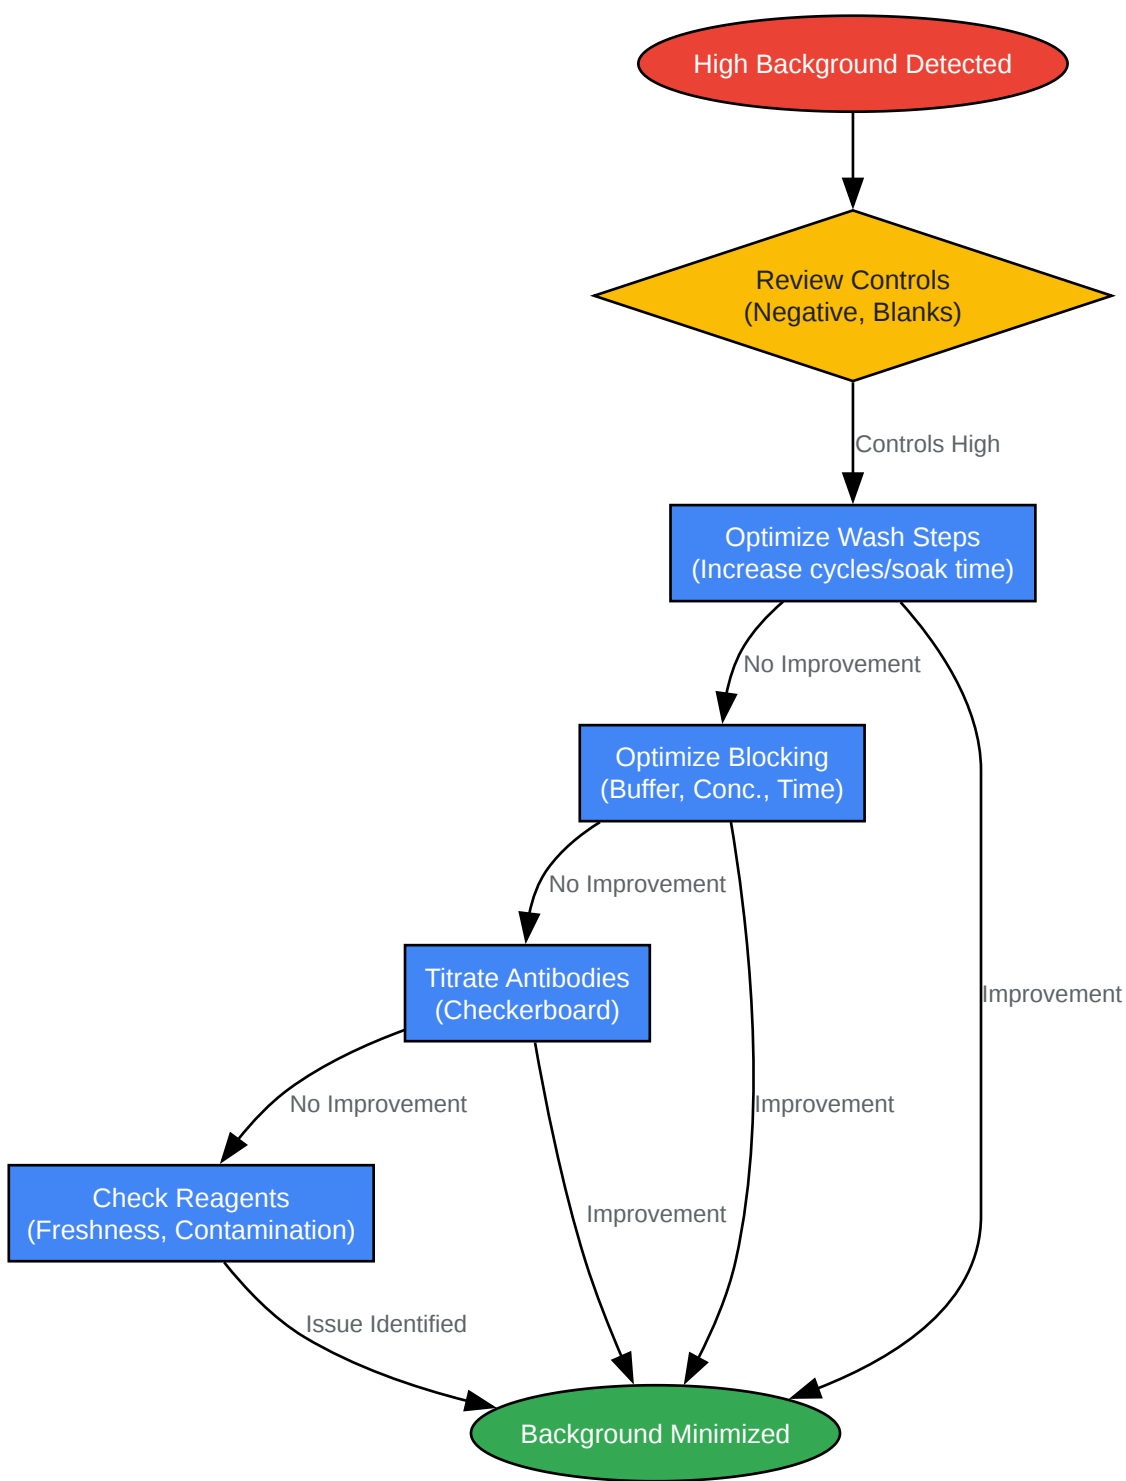 High Background Detected
Review Controls
(Negative, Blanks)
Controls High
Optimize Wash Steps
(Increase cycles/soak time)
No Improvement
Optimize Blocking
(Buffer, Conc., Time)
No Improvement
Titrate Antibodies
(Checkerboard)
Improvement
No Improvement
Improvement
Check Reagents
(Freshness, Contamination)
Improvement
Issue Identified
Background Minimized